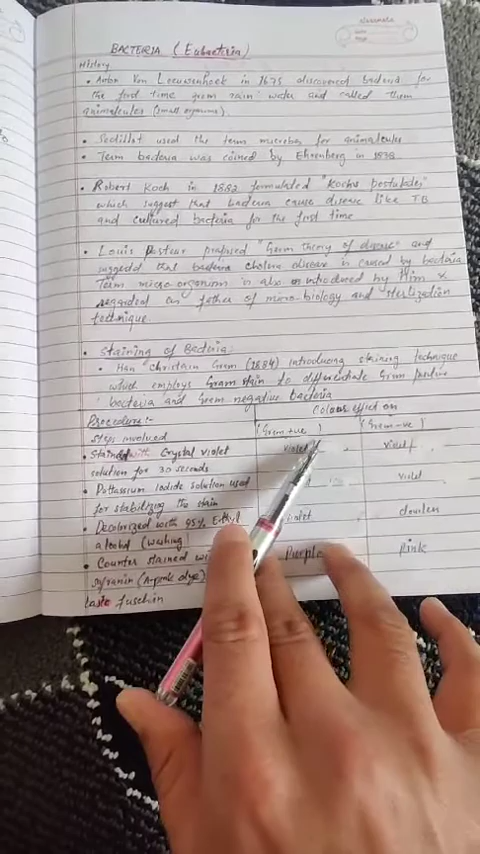 classmate
Date
Page
BACTERIA (Eubacteria)
History
• Anton Von Leeuwenhoek in 1675 discovered bacteria for
the first time from rain water and called them
animalcules (small organisms).
• Sedillot used the term microbes for animalcules
• Term bacteria was coined by Ehrenberg in 1838
• Robert Koch in 1882 formulated "Kochs postulates"
which suggest that bacteria cause disease like TB
and cultured bacteria for the first time
• Louis Pasteur proposed "Germ theory of disease" and
suggest that bacteria cholera disease is caused by bacteria
Term micro-organism is also introduced by Him &
regarded as father of micro-biology and sterilization
technique.
• Staining of Bacteria:
• Han Christain Gram (1884) introducing staining technique
which employs Gram stain to differentiate Gram positive
bacteria and Gram negative bacteria
Procedure:- Colour effect on
Steps involved (Gram +ve) (Gram -ve)
• Stained with Crystal violet violet violet
solution for 30 seconds
• Potassium Iodide solution used violet
for stabilizing the stain
• Decolorized with 95% Ethyl violet
alcohol (washing)
• Counter stained Purple Pink
safranin (A-pink dye)
fuschin